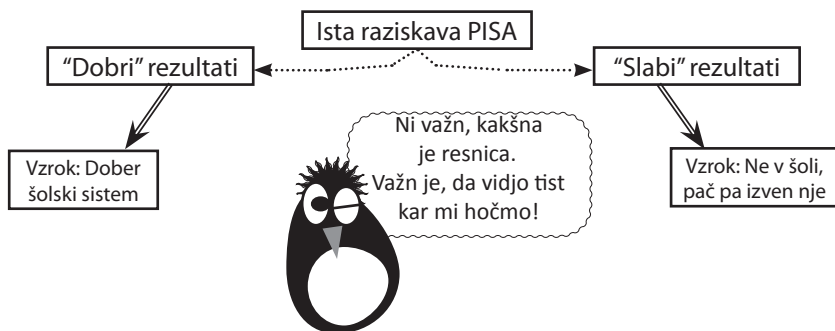 Ista raziskava PISA
“Dobri” rezultati
“Slabi” rezultati
Ni važn, kakšna
je resnica.
Važn je, da vidjo tist
kar mi hočmo!
Vzrok: Dober
šolski sistem
Vzrok: Ne v šoli,
pač pa izven nje